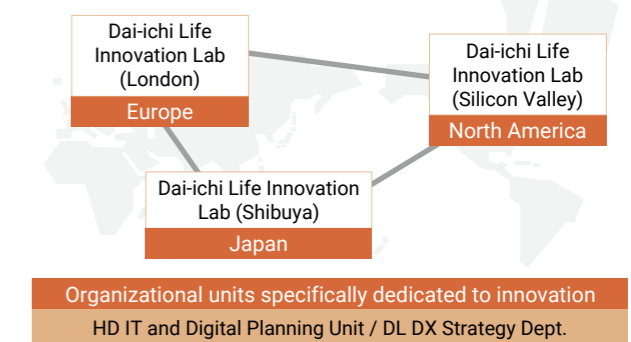 Dai-ichi Life
Innovation Lab
(London)
Europe
Dai-ichi Life
Innovation Lab
(Silicon Valley)
North America
Dai-ichi Life Innovation
Lab (Shibuya)
Japan
Organizational units specifically dedicated to innovation
HD IT and Digital Planning Unit / DL DX Strategy Dept.